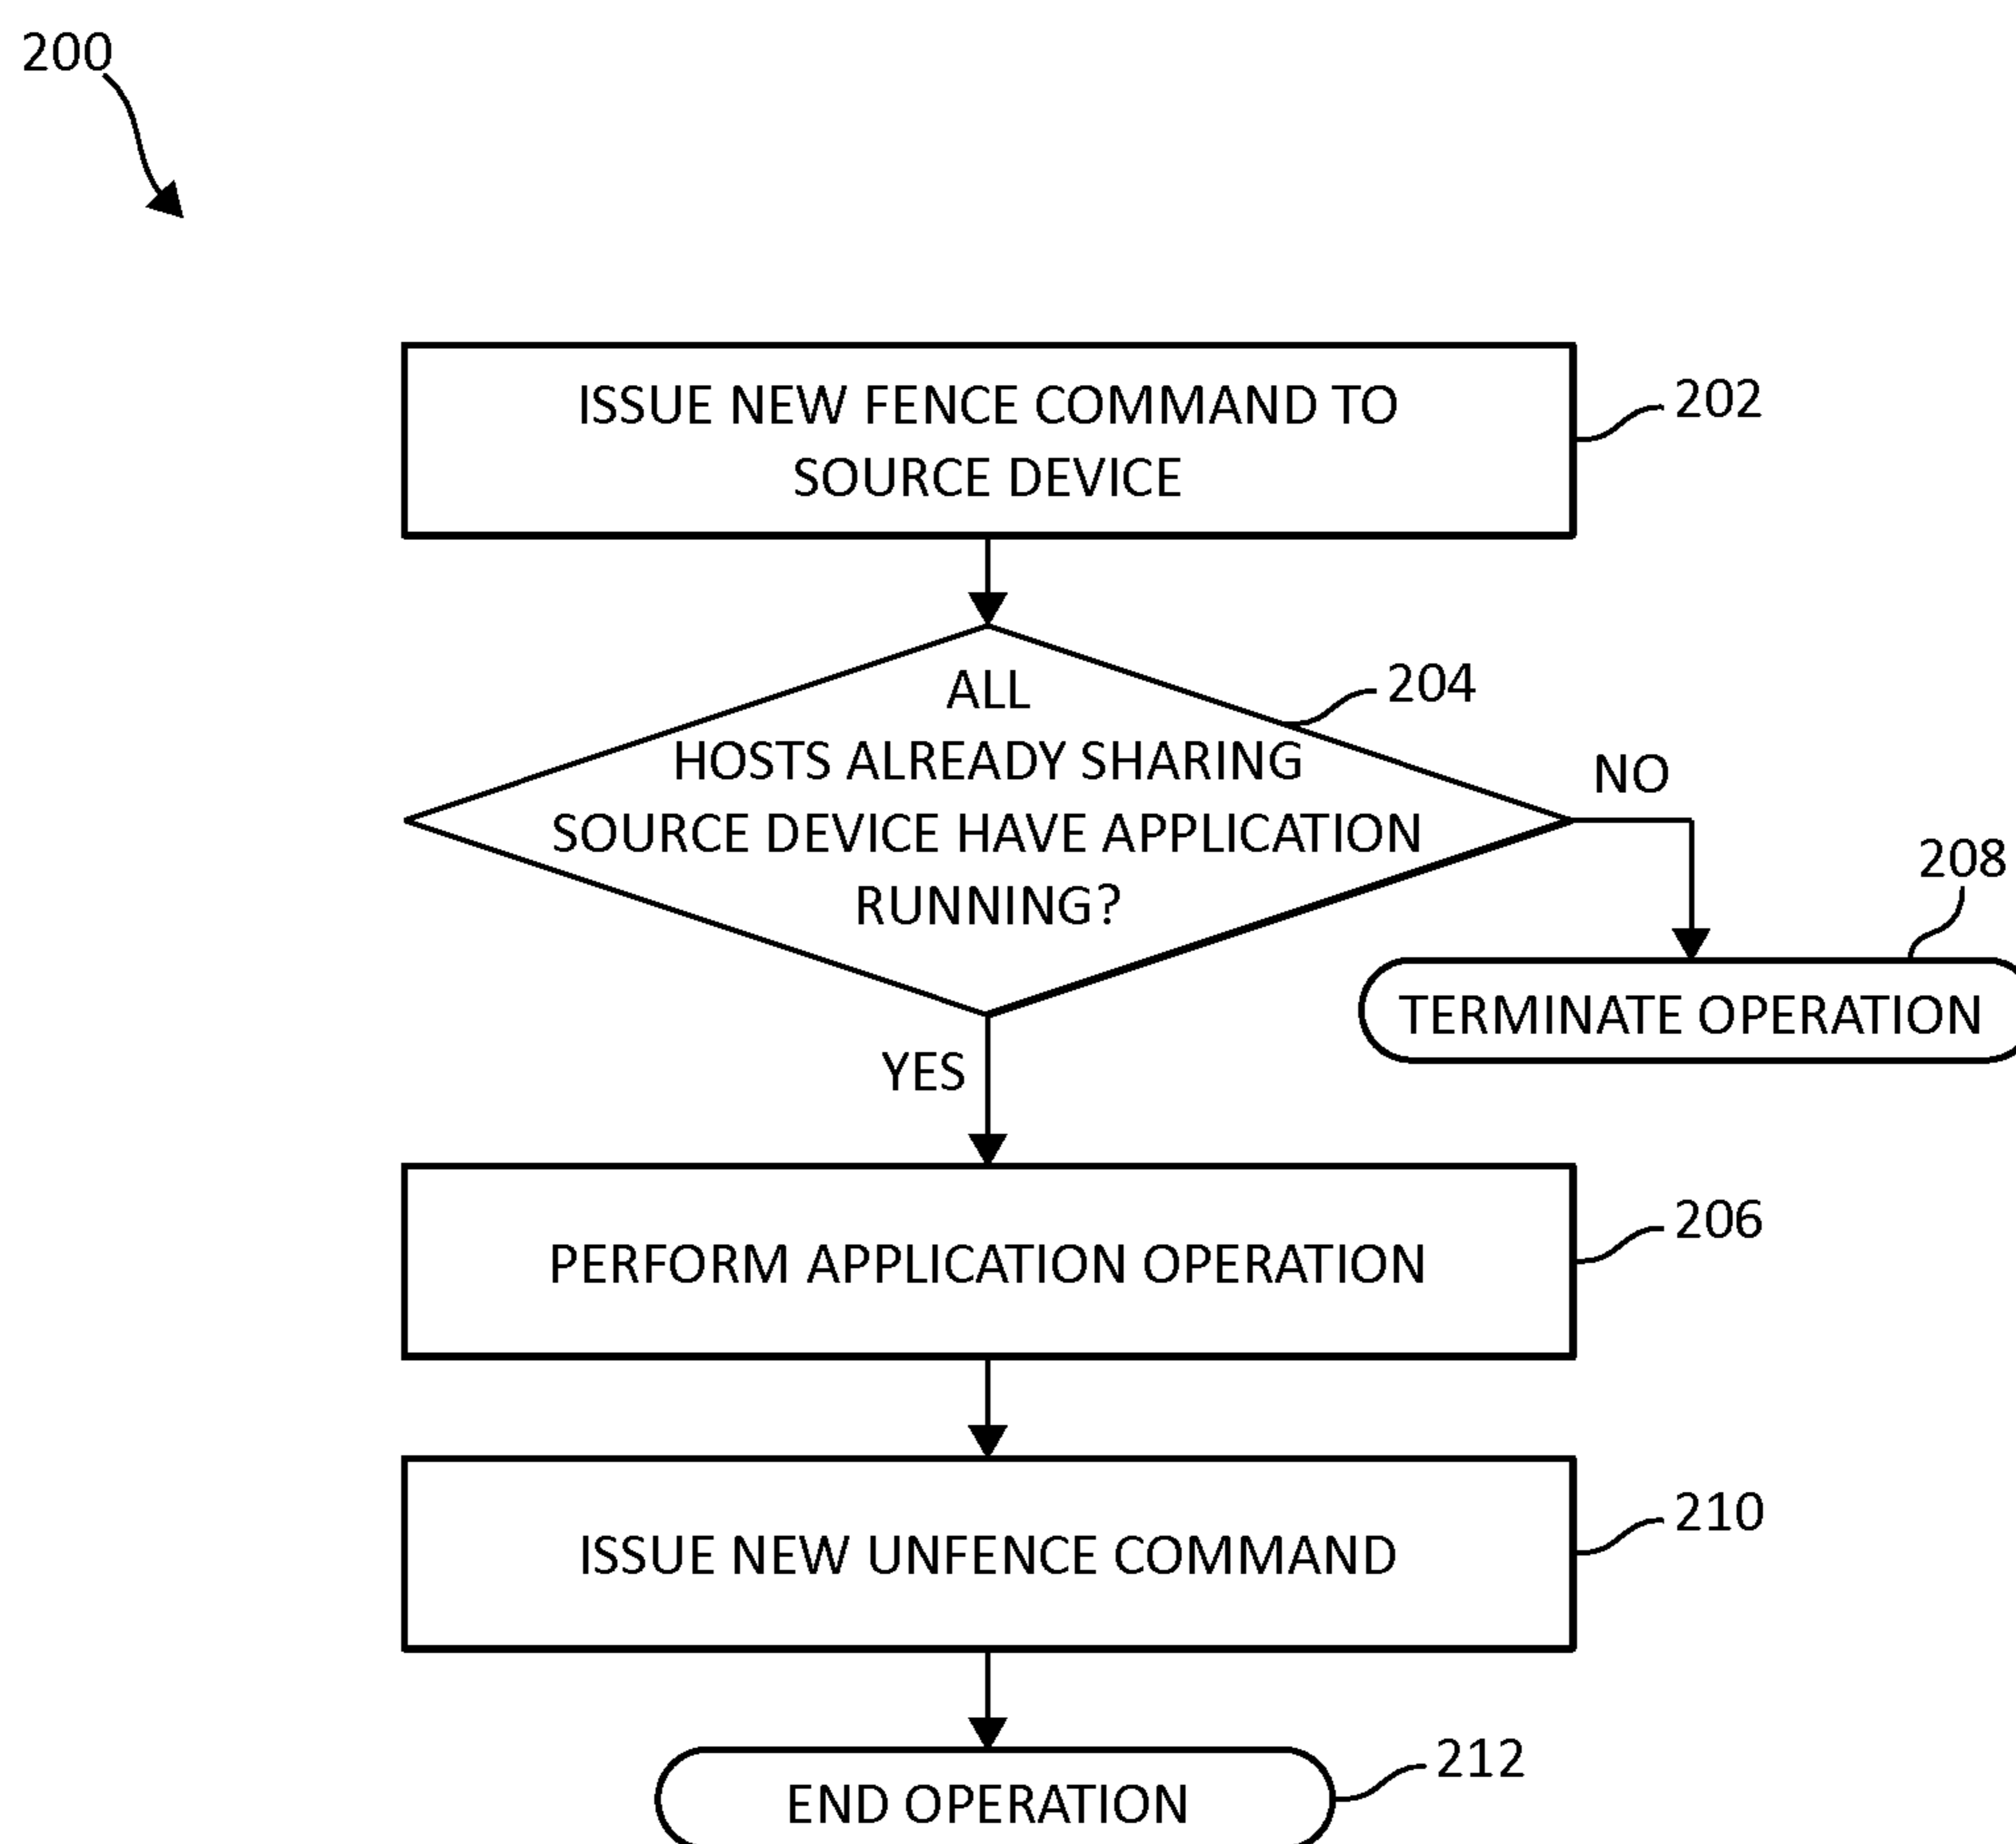 200
ISSUE NEW FENCE COMMAND TO
SOURCE DEVICE
202
ALL
HOSTS ALREADY SHARING
SOURCE DEVICE HAVE APPLICATION
RUNNING?
204
NO
208
TERMINATE OPERATION
YES
PERFORM APPLICATION OPERATION
206
ISSUE NEW UNFENCE COMMAND
210
END OPERATION
212